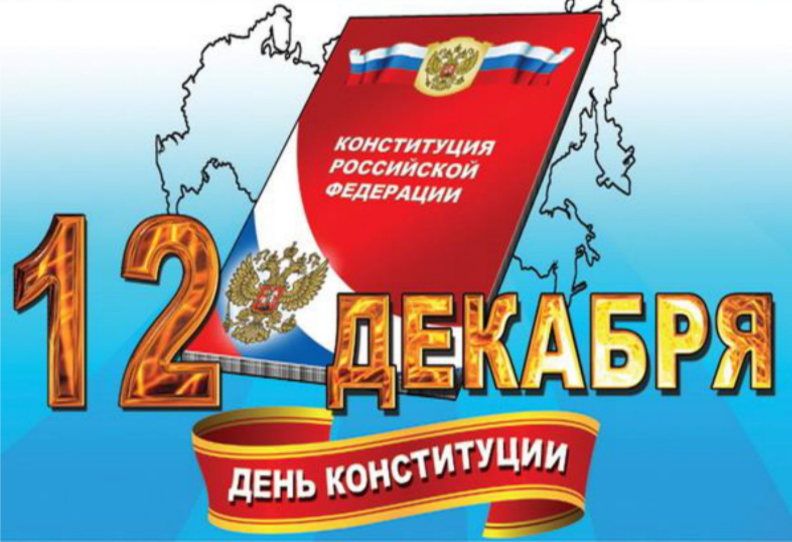 КОНСТИТУЦИЯ
РОССИЙСКОЙ
ФЕДЕРАЦИИ
12 ДЕКАБРЯ
ДЕНЬ КОНСТИТУЦИИ